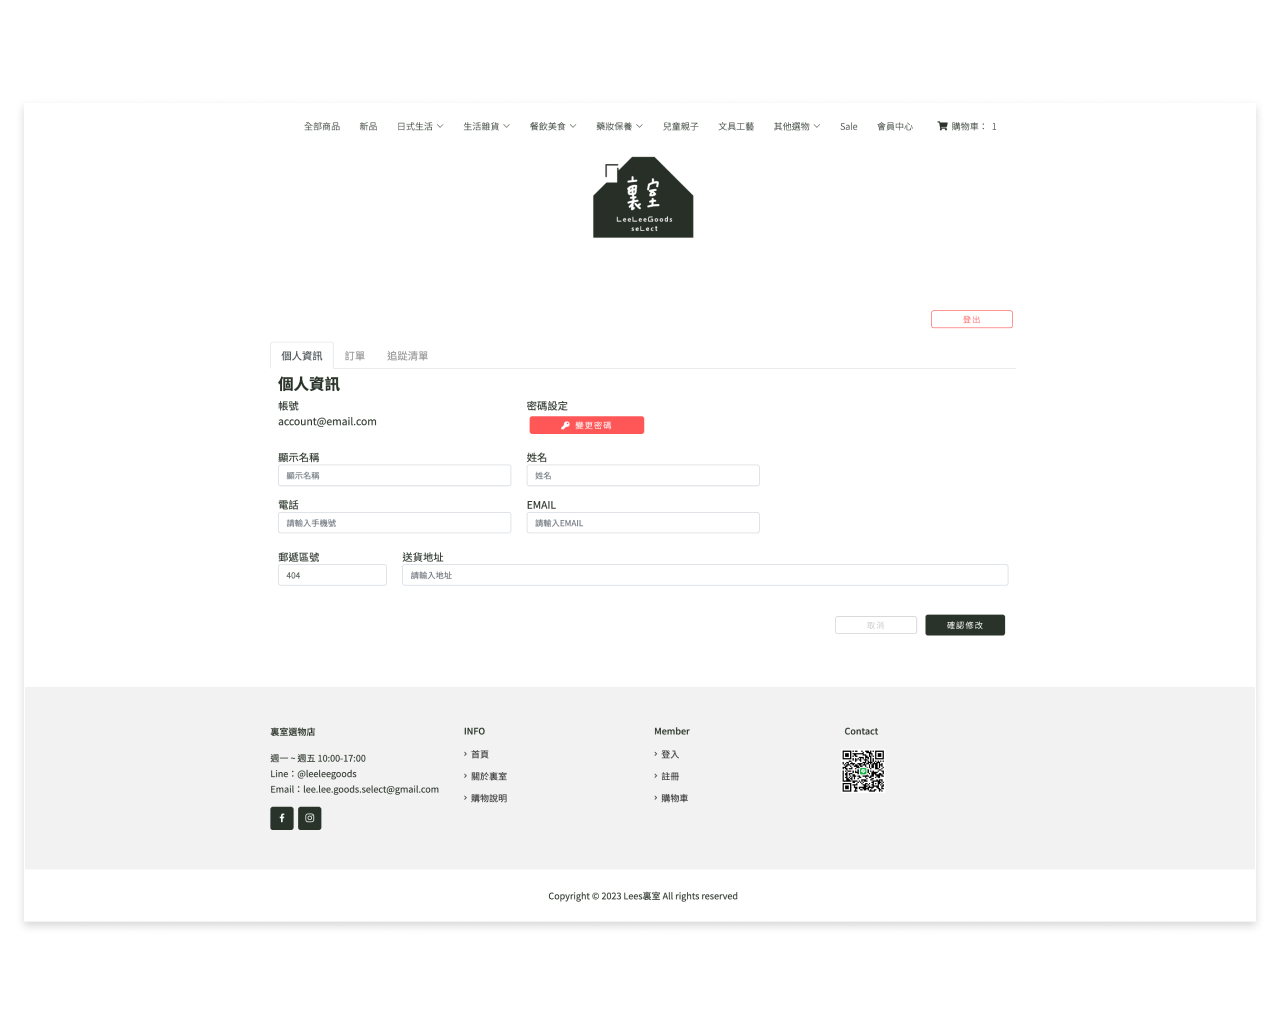 全部商品 新品 日式生活 生活雜貨 餐飲美食 藥妝保養 兒童親子 文具工藝 其他選物 Sale 會員中心 購物車： 1
裏室
LeeLeeGoods
seLect
登出
個人資訊 訂單 追蹤清單
個人資訊
帳號 密碼設定
account@email.com
變更密碼
顯示名稱 姓名
顯示名稱 姓名
電話 EMAIL
請輸入手機號 請輸入EMAIL
郵遞區號 送貨地址
404 請輸入地址
取消 確認修改
裏室選物店
週一 ~ 週五 10:00-17:00
Line：@leeleegoods
Email：lee.lee.goods.select@gmail.com
INFO
首頁
關於裏室
購物說明
Member
登入
註冊
購物車
Contact
Copyright © 2023 Lees裏室 All rights reserved